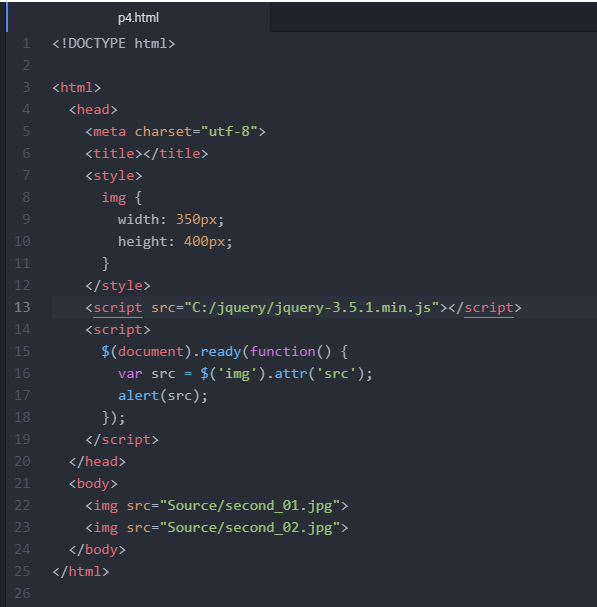 p4.html
1 <!DOCTYPE html>
2
3 <html>
4 <head>
5 <meta charset="utf-8">
6 <title></title>
7 <style>
8 img {
9 width: 350px;
10 height: 400px;
11 }
12 </style>
13 <script src="C:/jquery/jquery-3.5.1.min.js"></script>
14 <script>
15 $(document).ready(function() {
16 var src = $('img').attr('src');
17 alert(src);
18 });
19 </script>
20 </head>
21 <body>
22 <img src="Source/second_01.jpg">
23 <img src="Source/second_02.jpg">
24 </body>
25 </html>
26